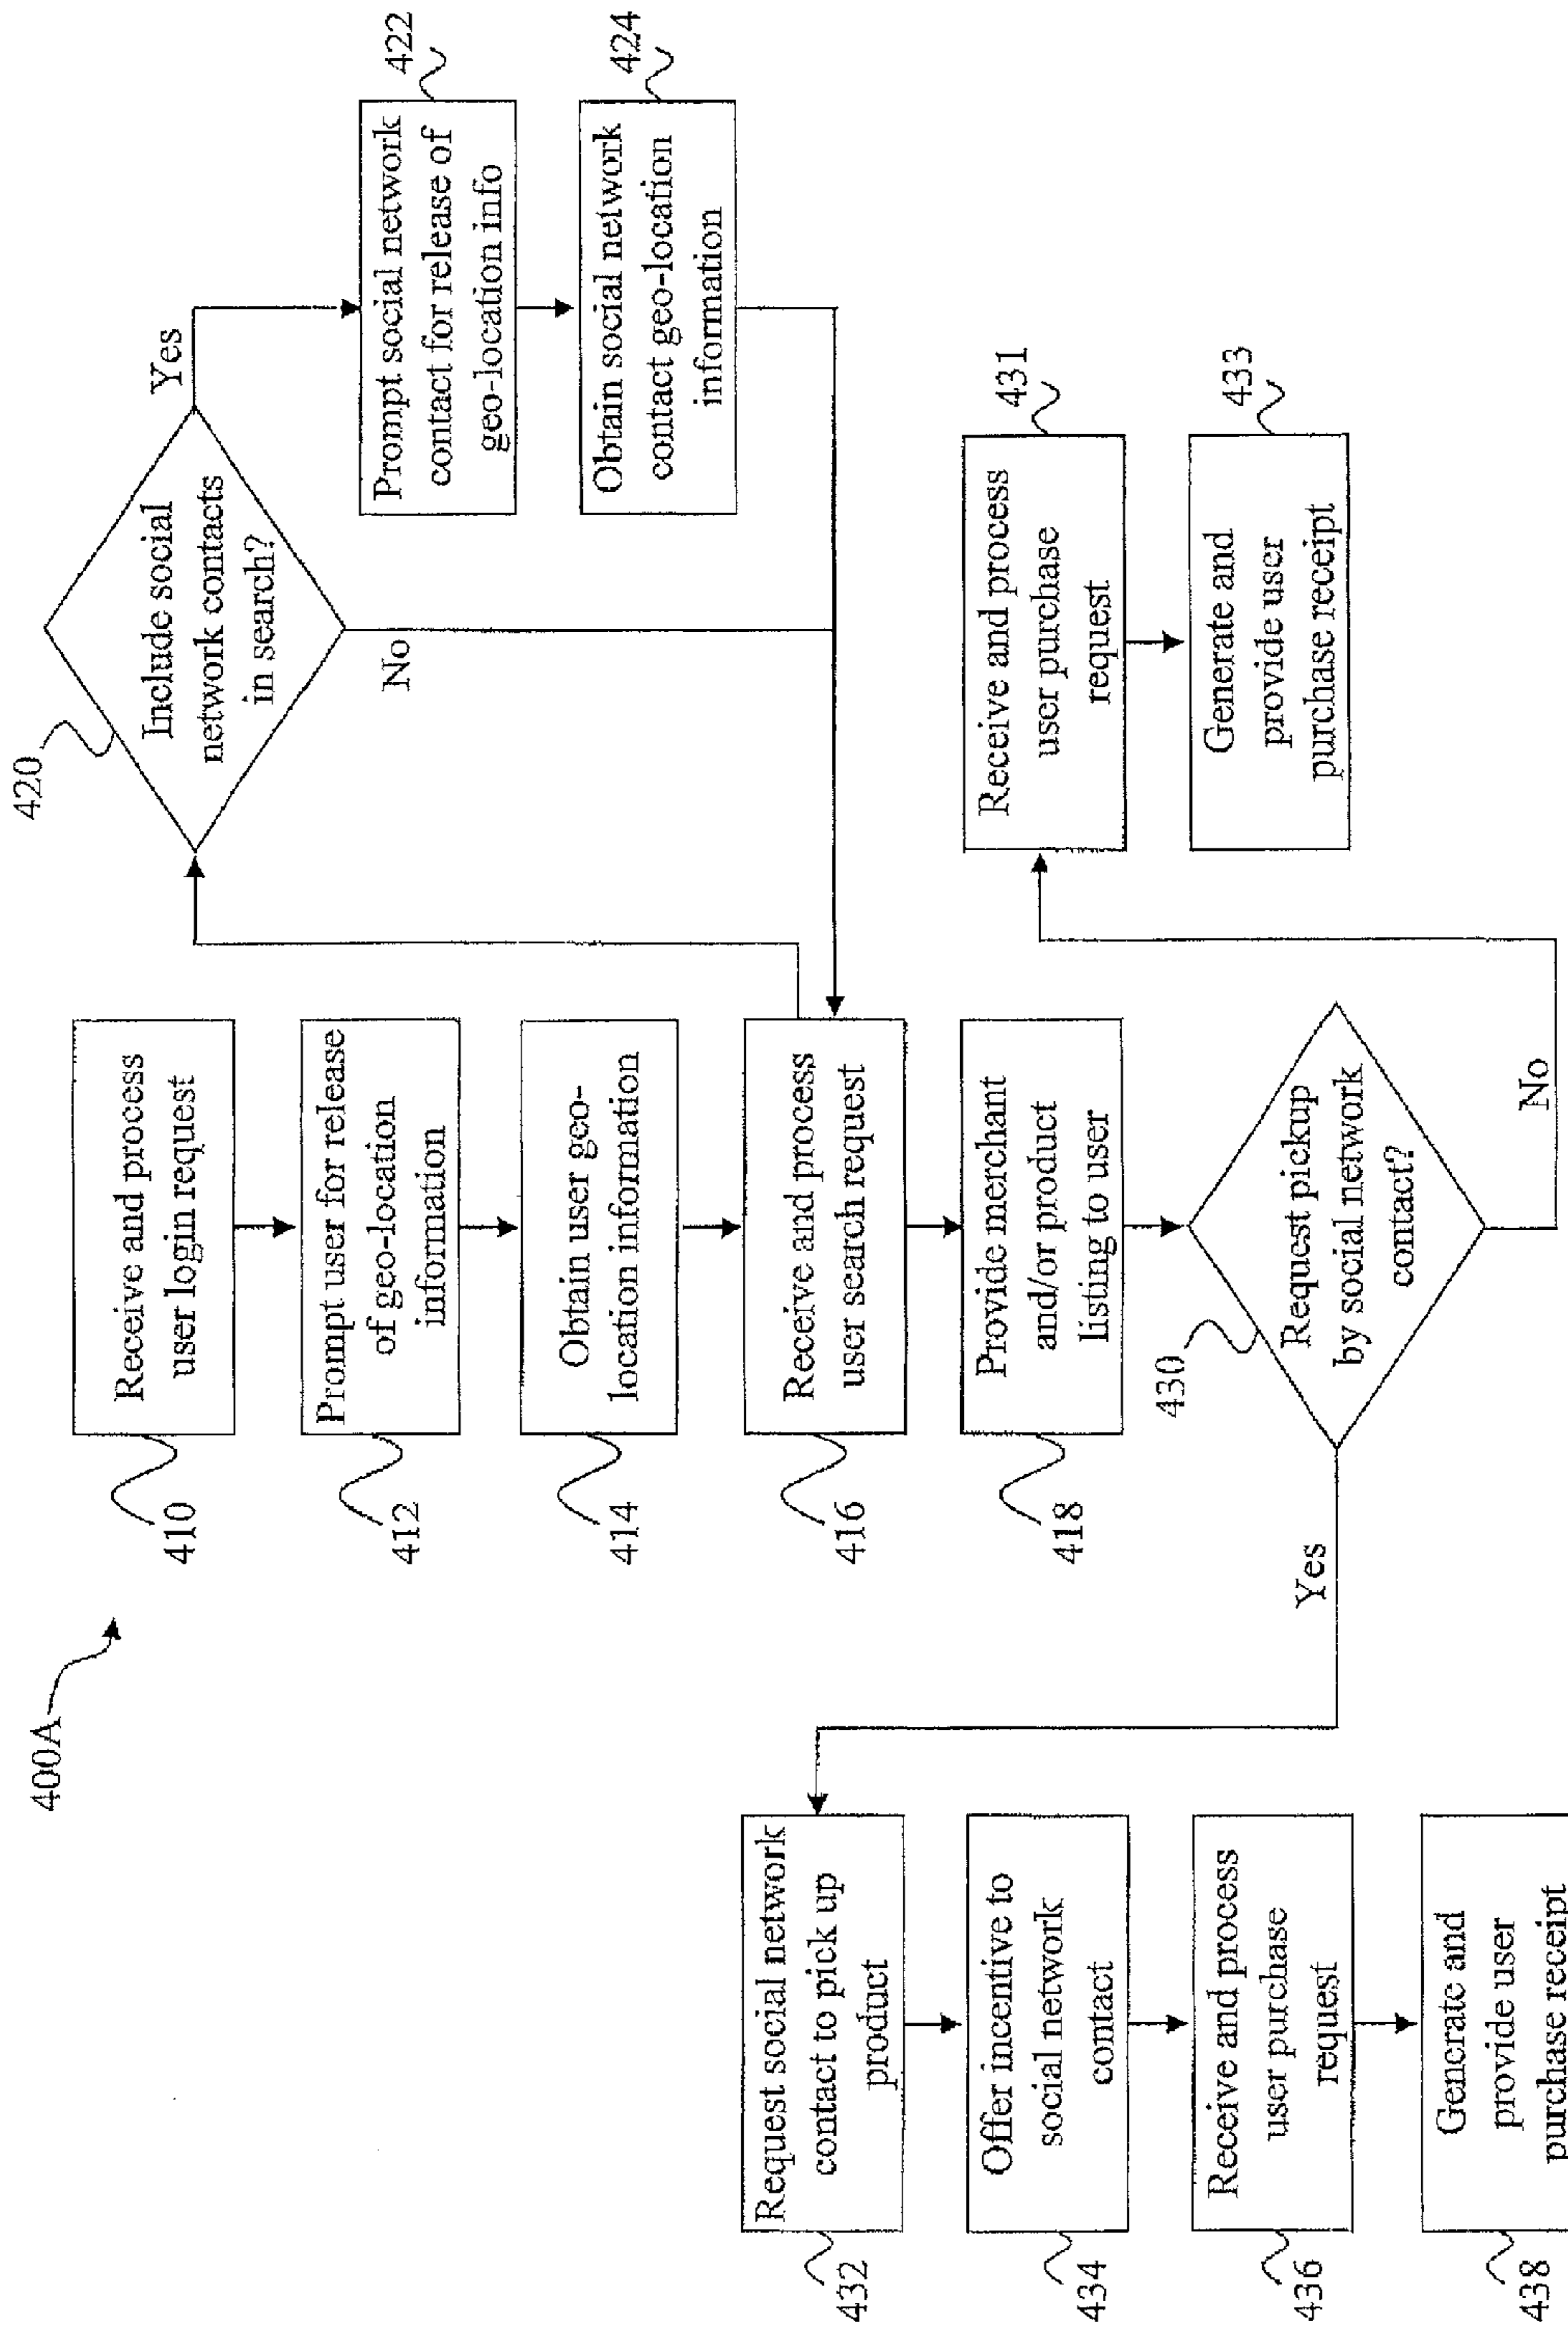 400A
410
Receive and process
user login request
412
Prompt user for release
of geo-location
information
414
Obtain user geo-
location information
416
Receive and process
user search request
418
Provide merchant
and/or product
listing to user
420
Include social
network contacts
in search?
Yes
No
422
Prompt social network
contact for release of
geo-location info
424
Obtain social network
contact geo-location
information
430
Request pickup
by social network
contact?
Yes
No
432
Request social network
contact to pick up
product
434
Offer incentive to
social network
contact
436
Receive and process
user purchase
request
438
Generate and
provide user
purchase receipt
431
Receive and process
user purchase
request
433
Generate and
provide user
purchase receipt